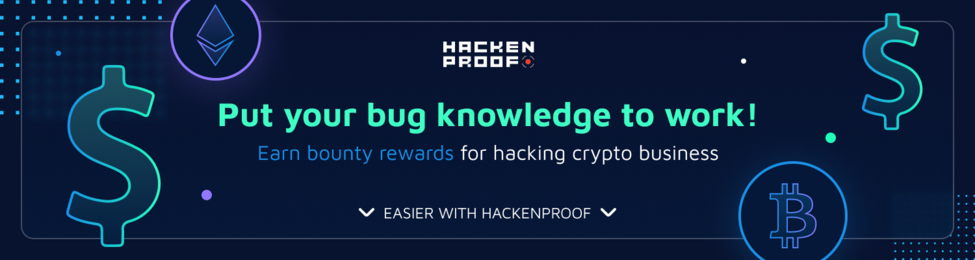 HACKEN
PROOF
Put your bug knowledge to work!
Earn bounty rewards for hacking crypto business
EASIER WITH HACKENPROOF